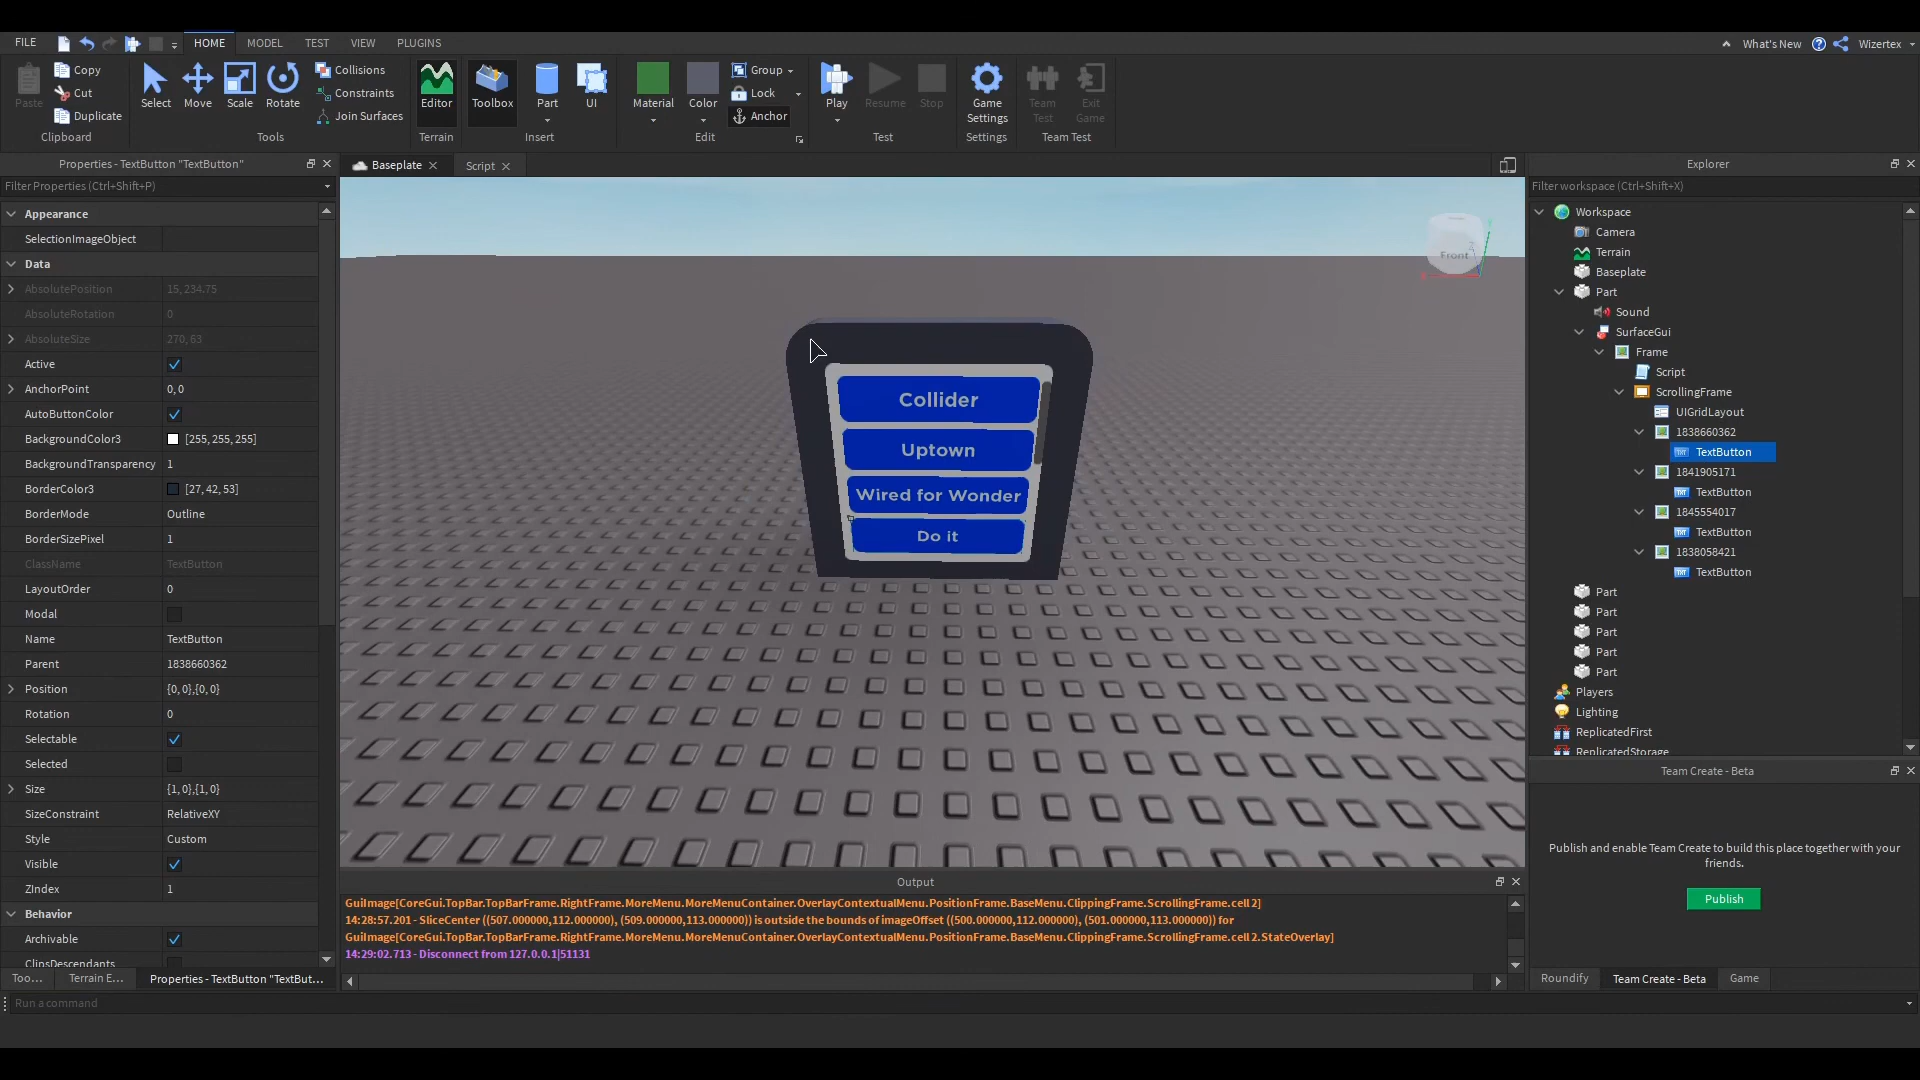 FILE
HOME
MODEL
TEST
VIEW
PLUGINS
What's New
Wizertex
Paste
Copy
Cut
Duplicate
Clipboard
Select
Move
Scale
Rotate
Collisions
Constraints
Join Surfaces
Tools
Editor
Terrain
Toolbox
Part
UI
Insert
Material
Color
Group
Lock
Anchor
Edit
Play
Resume
Stop
Test
Game
Settings
Settings
Team
Test
Exit
Game
Team Test
Properties - TextButton "TextButton"
Filter Properties (Ctrl+Shift+P)
Appearance
SelectionImageObject
Data
AbsolutePosition 15, 234.75
AbsoluteRotation 0
AbsoluteSize 270, 63
Active
AnchorPoint 0, 0
AutoButtonColor
BackgroundColor3 [255, 255, 255]
BackgroundTransparency 1
BorderColor3 [27, 42, 53]
BorderMode Outline
BorderSizePixel 1
ClassName TextButton
LayoutOrder 0
Modal
Name TextButton
Parent 1838660362
Position {0, 0},{0, 0}
Rotation 0
Selectable
Selected
Size {1, 0},{1, 0}
SizeConstraint RelativeXY
Style Custom
Visible
ZIndex 1
Behavior
Archivable
ClipsDescendants
Too...
Terrain E...
Properties - TextButton "TextBut...
Run a command
Baseplate
Script
Front
Collider
Uptown
Wired for Wonder
Do it
Output
GuiImage[CoreGui.TopBar.TopBarFrame.RightFrame.MoreMenu.MoreMenuContainer.OverlayContextualMenu.PositionFrame.BaseMenu.ClippingFrame.ScrollingFrame.cell 2]
14:28:57.201 - SliceCenter ((507.000000,112.000000), (509.000000,113.000000)) is outside the bounds of imageOffset ((500.000000,112.000000), (501.000000,113.000000)) for
GuiImage[CoreGui.TopBar.TopBarFrame.RightFrame.MoreMenu.MoreMenuContainer.OverlayContextualMenu.PositionFrame.BaseMenu.ClippingFrame.ScrollingFrame.cell 2.StateOverlay]
14:29:02.713 - Disconnect from 127.0.0.1|51131
Explorer
Filter workspace (Ctrl+Shift+X)
Workspace
Camera
Terrain
Baseplate
Part
Sound
SurfaceGui
Frame
Script
ScrollingFrame
UIGridLayout
1838660362
TextButton
1841905171
TextButton
1845554017
TextButton
1838058421
TextButton
Part
Part
Part
Part
Part
Players
Lighting
ReplicatedFirst
ReplicatedStorage
Team Create - Beta
Publish and enable Team Create to build this place together with your
friends.
Publish
Roundify
Team Create - Beta
Game